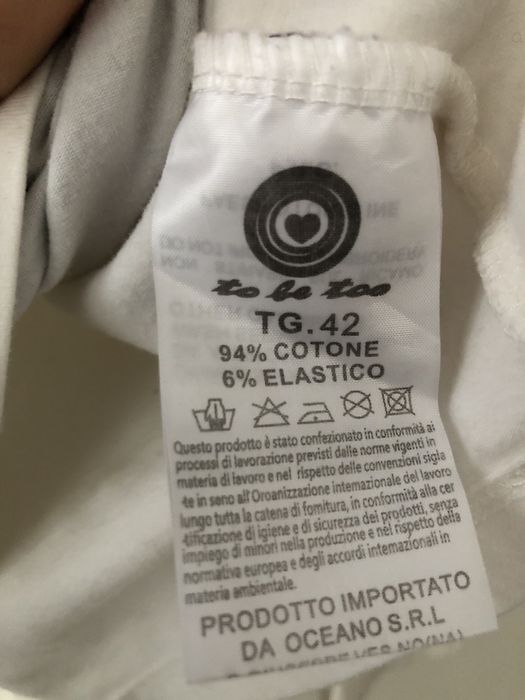 to be too
TG.42
94% COTONE
6% ELASTICO
Questo prodotto è stato confezionato in conformità ai
processi di lavorazione previsti dalle norme vigenti in
materia di lavoro e nel rispetto delle convenzioni sigla
-te in seno all'Oroanizzazione internazionale del lavoro
lungo tutta la catena di fornitura, in conformità alla cer
-tificazione di igiene e di sicurezza dei prodotti, senza
impiego di minori nella produzione e nel rispetto della
normativa europea e degli accordi internazionali in
materia ambientale.
PRODOTTO IMPORTATO
DA OCEANO S.R.L